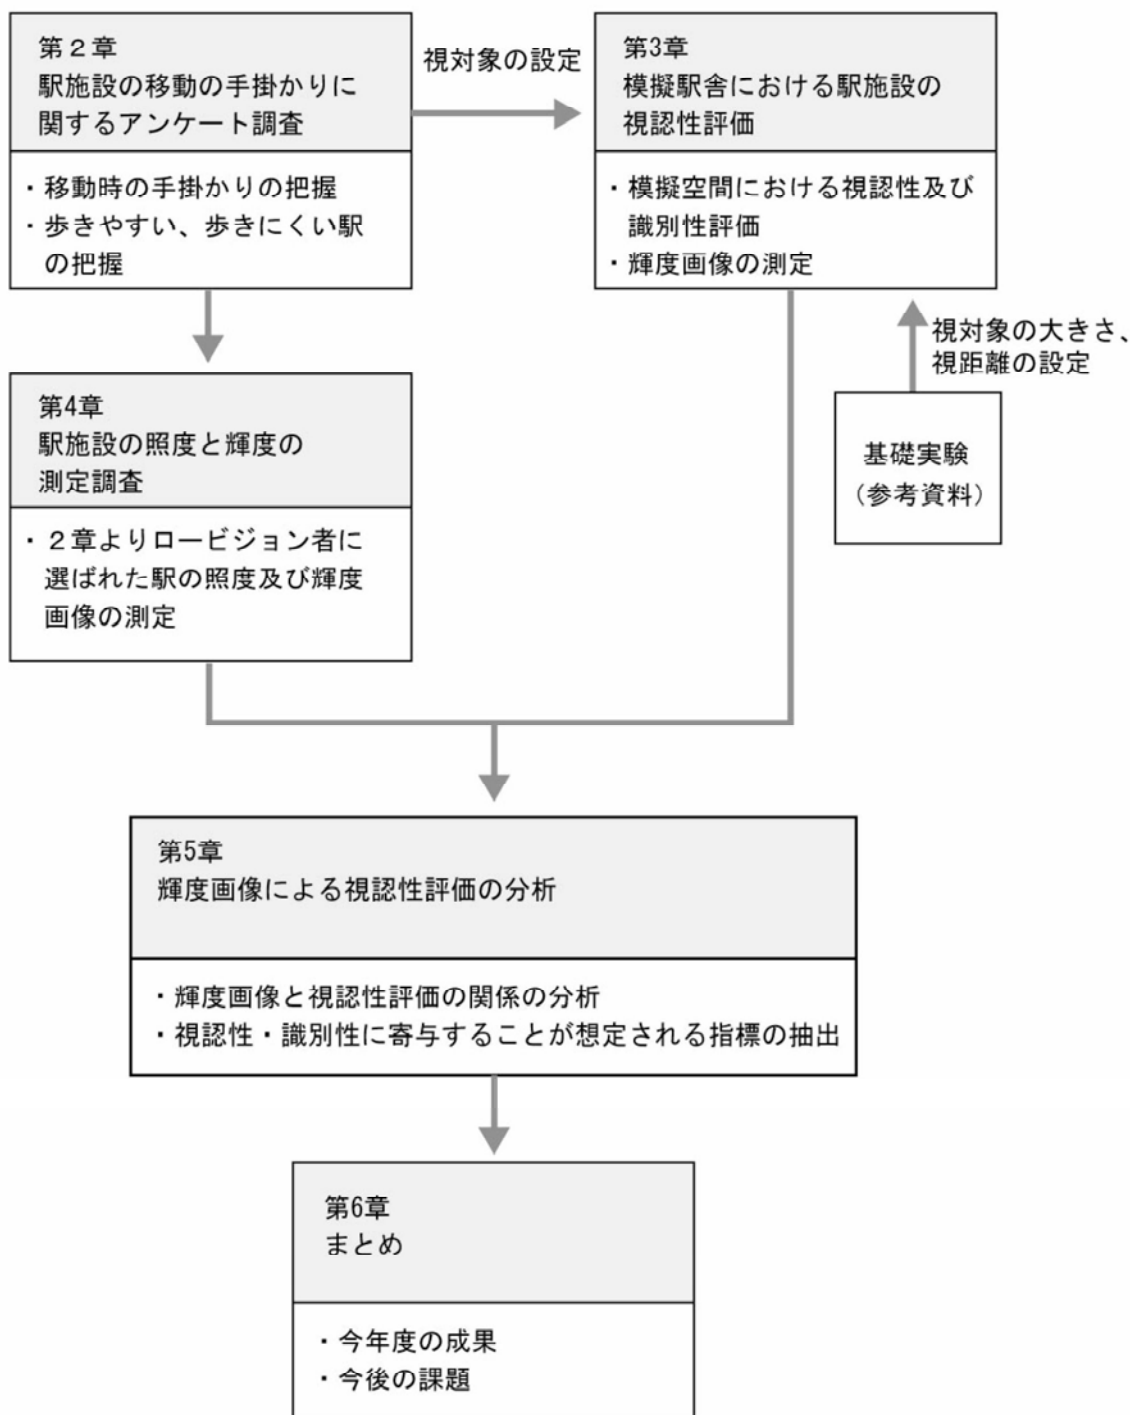 第２章
駅施設の移動の手掛かりに
関するアンケート調査
・移動時の手掛かりの把握
・歩きやすい、歩きにくい駅
の把握
視対象の設定
第3章
模擬駅舎における駅施設の
視認性評価
・模擬空間における視認性及び
識別性評価
・輝度画像の測定
視対象の大きさ、
視距離の設定
基礎実験
（参考資料）
第4章
駅施設の照度と輝度の
測定調査
・２章よりロービジョン者に
選ばれた駅の照度及び輝度
画像の測定
第5章
輝度画像による視認性評価の分析
・輝度画像と視認性評価の関係の分析
・視認性・識別性に寄与することが想定される指標の抽出
第6章
まとめ
・今年度の成果
・今後の課題